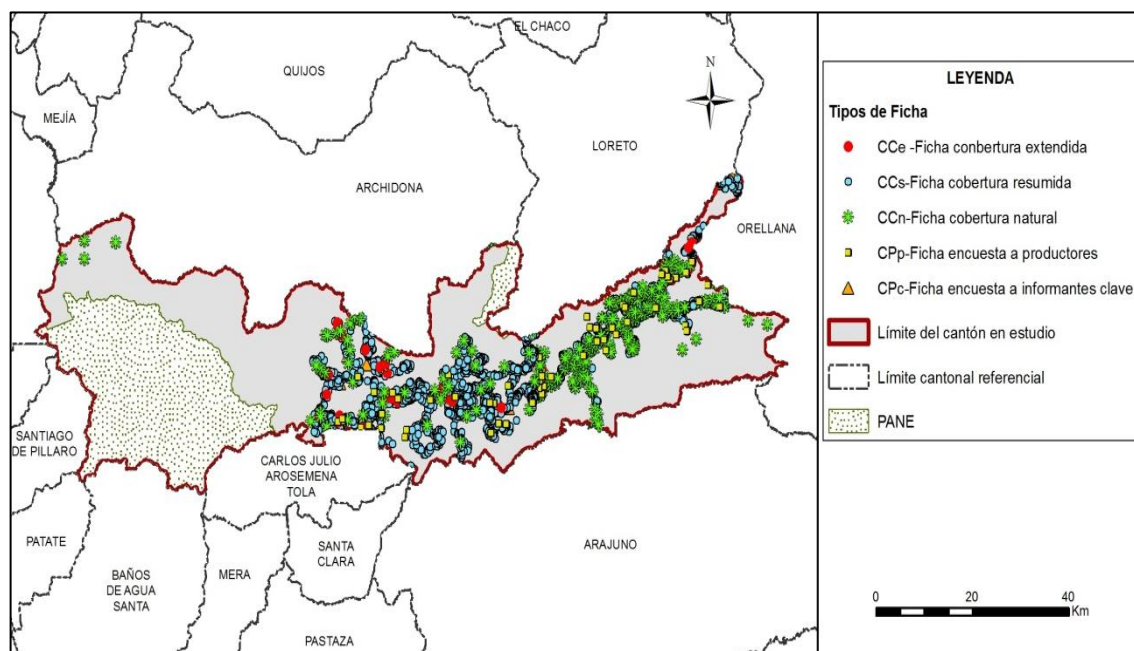 EL CHACO
QUIJOS
N
MEJÍA
LORETO
ARCHIDONA
ORELLANA
SANTIAGO
DE PILLARO
CARLOS JULIO
AROSEMENA
TOLA
PATATE
BAÑOS
DE AGUA
SANTA
MERA
SANTA
CLARA
ARAJUNO
PASTAZA
LEYENDA
Tipos de Ficha
CCe -Ficha conbertura extendida
CCs-Ficha cobertura resumida
CCn-Ficha cobertura natural
CPp-Ficha encuesta a productores
CPc-Ficha encuesta a informantes clave
Límite del cantón en estudio
Límite cantonal referencial
PANE
0 20 40
Km